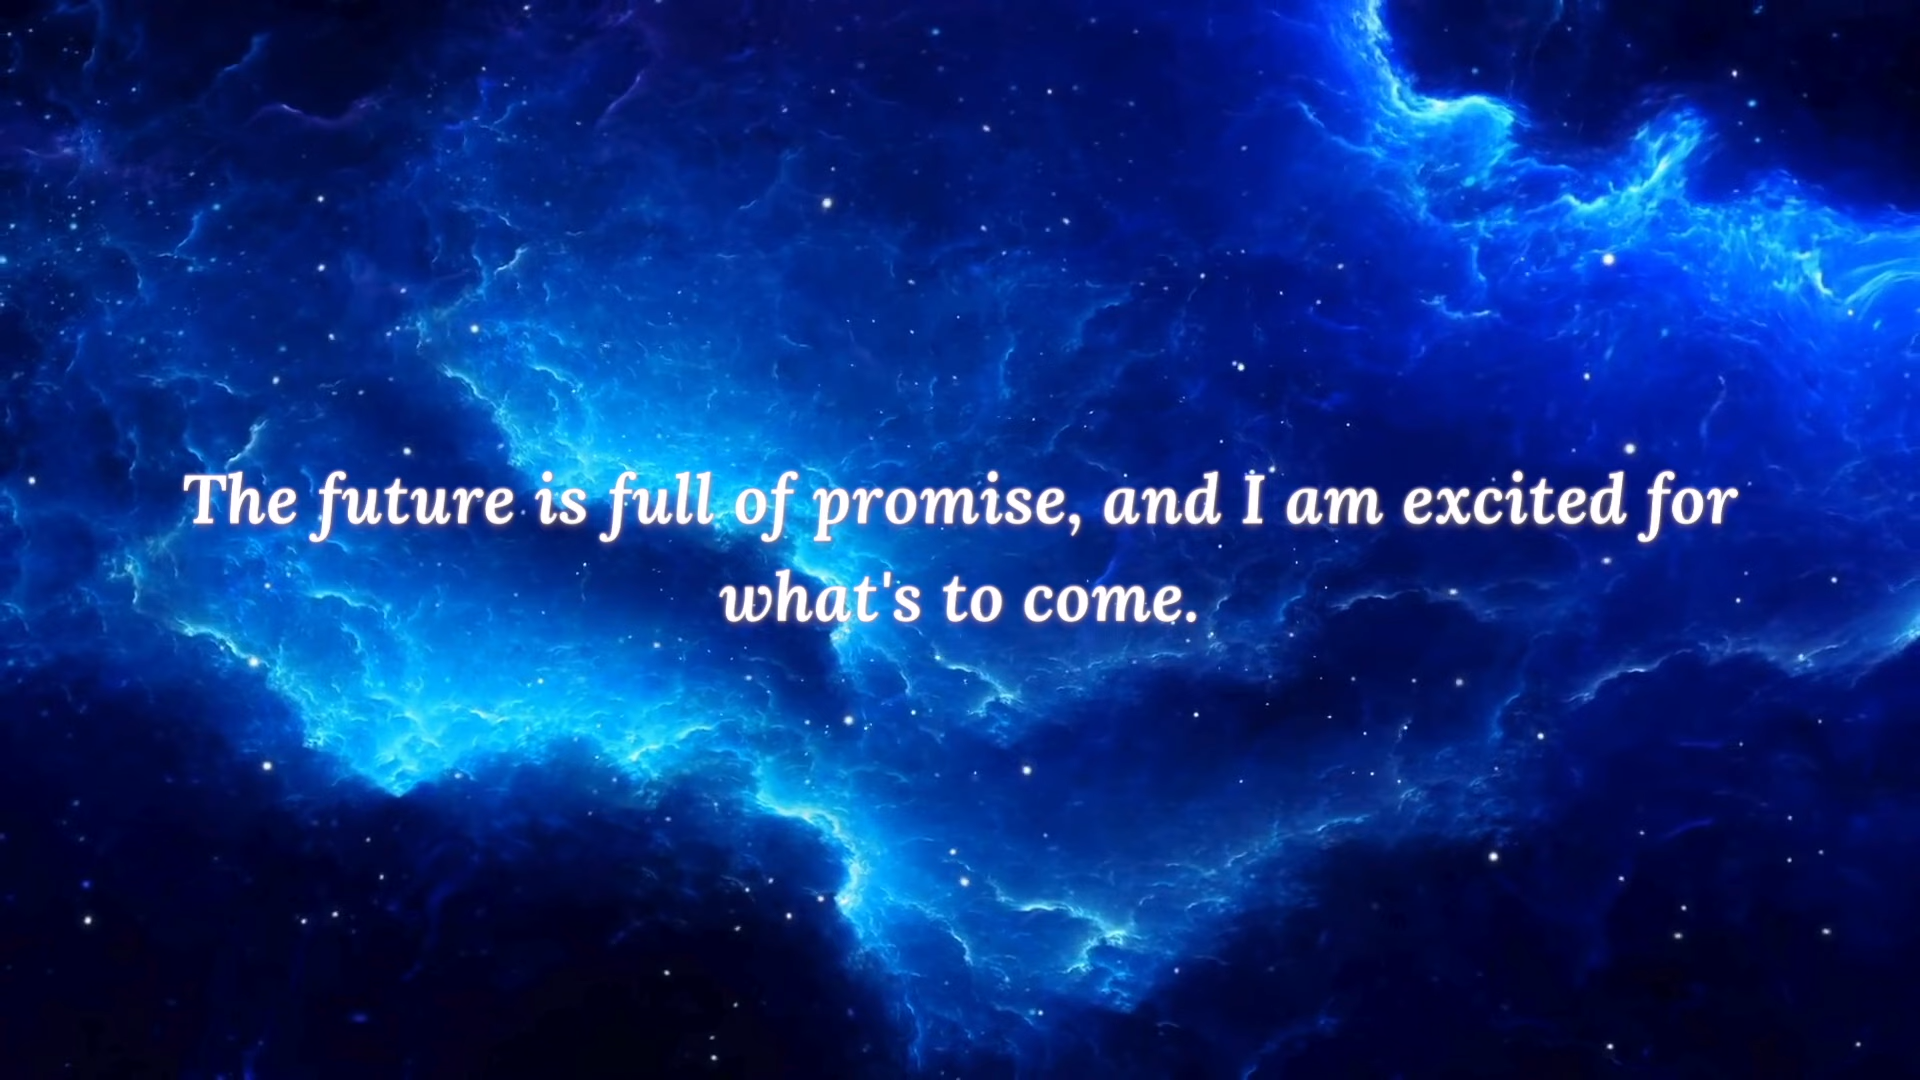 The future is full of promise, and I am excited for
what's to come.